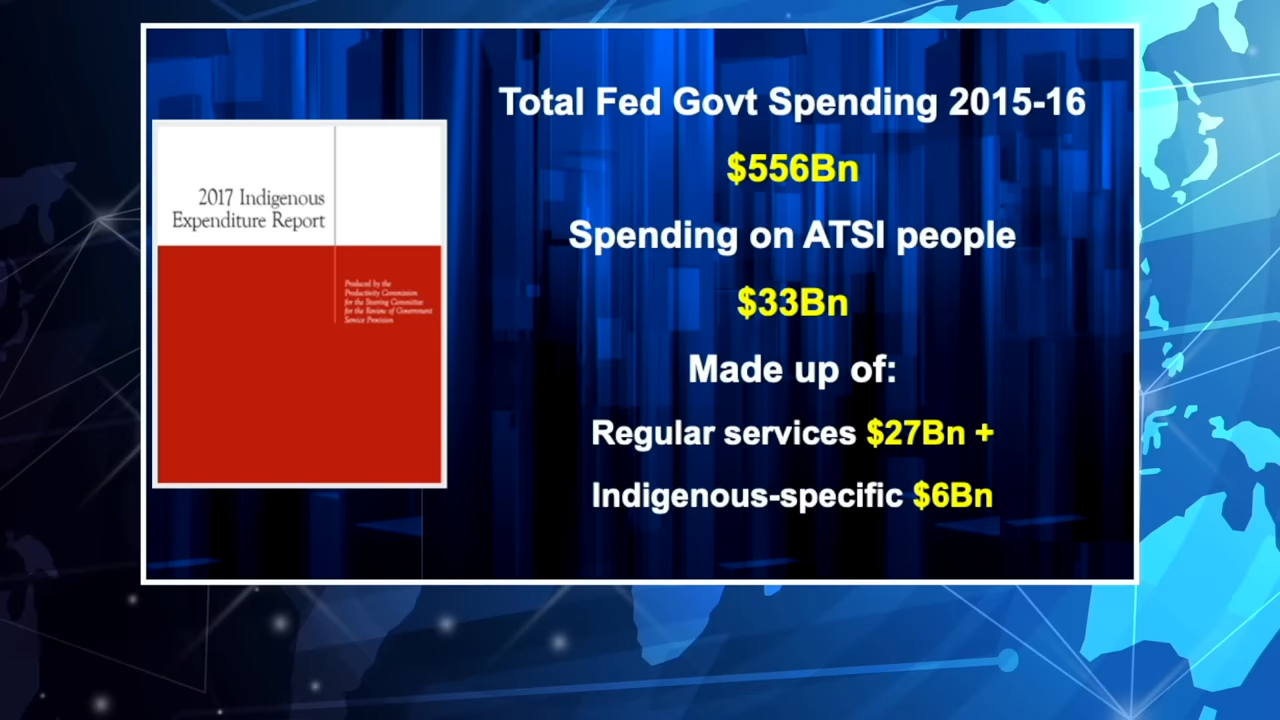 2017 Indigenous
Expenditure Report
Produced by the
Productivity Commission
for the Steering Committee
for the Review of Government
Service Provision
Total Fed Govt Spending 2015-16
$556Bn
Spending on ATSI people
$33Bn
Made up of:
Regular services $27Bn +
Indigenous-specific $6Bn